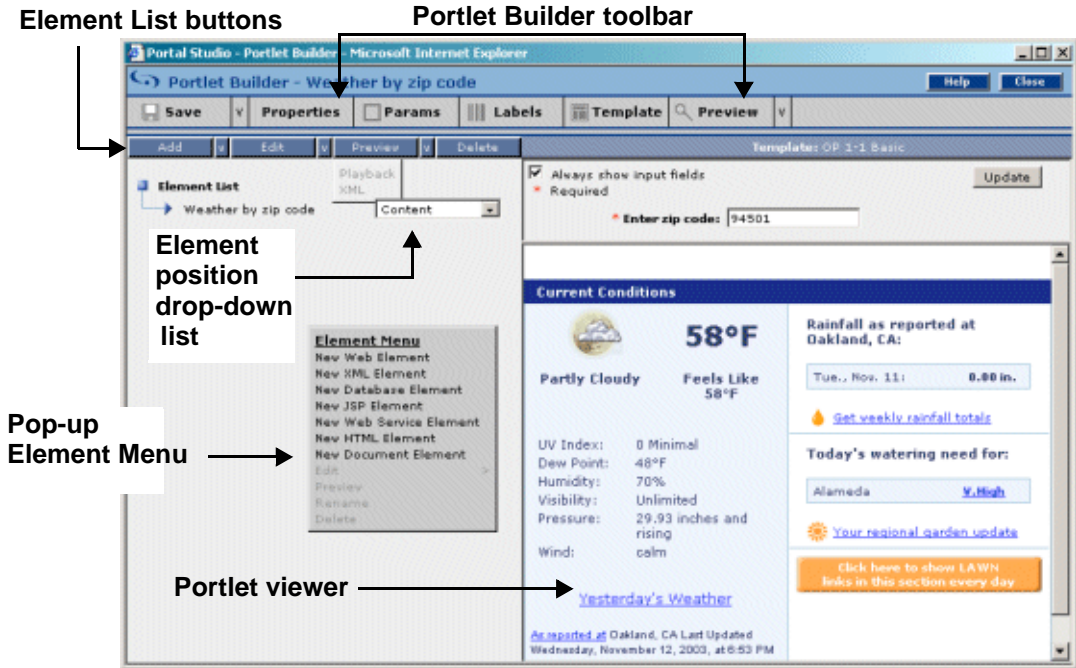 Element List buttons
Portlet Builder toolbar
Portal Studio - Portlet Builder - Microsoft Internet Explorer
Portlet Builder - Weather by zip code
Help
Close
Save
v
Properties
Params
Labels
Template
Preview
v
Add
v
Edit
v
Preview
v
Delete
Template: OP 1-1 Basic
Playback
XML
Element List
Weather by zip code
Content
Always show input fields
* Required
Update
* Enter zip code: 94501
Element
position
drop-down
list
Element Menu
New Web Element
New XML Element
New Database Element
New JSP Element
New Web Service Element
New HTML Element
New Document Element
Edit >
Preview
Rename
Delete
Pop-up
Element Menu
Portlet viewer
Current Conditions
58°F
Partly Cloudy
Feels Like
58°F
UV Index: 0 Minimal
Dew Point: 48°F
Humidity: 70%
Visibility: Unlimited
Pressure: 29.93 inches and
rising
Wind: calm
Yesterday's Weather
As reported at Oakland, CA Last Updated
Wednesday, November 12, 2003, at 6:53 PM
Rainfall as reported at
Oakland, CA:
Tue., Nov. 11: 0.00 in.
Get weekly rainfall totals
Today's watering need for:
Alameda V.High
Your regional garden update
Click here to show LAWN
links in this section every day